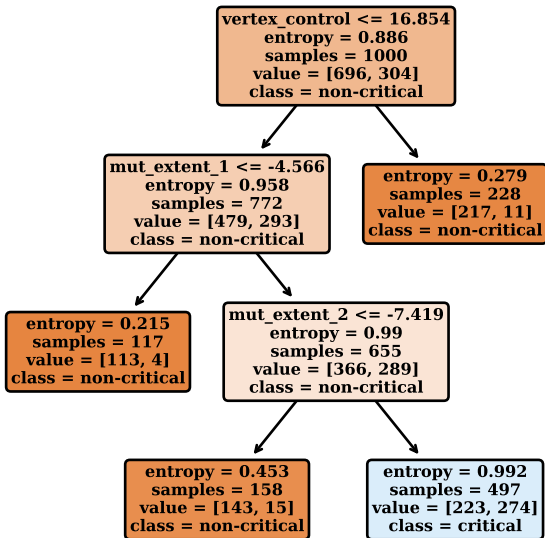 vertex_control <= 16.854
entropy = 0.886
samples = 1000
value = [696, 304]
class = non-critical
mut_extent_1 <= -4.566
entropy = 0.958
samples = 772
value = [479, 293]
class = non-critical
entropy = 0.279
samples = 228
value = [217, 11]
class = non-critical
entropy = 0.215
samples = 117
value = [113, 4]
class = non-critical
mut_extent_2 <= -7.419
entropy = 0.99
samples = 655
value = [366, 289]
class = non-critical
entropy = 0.453
samples = 158
value = [143, 15]
class = non-critical
entropy = 0.992
samples = 497
value = [223, 274]
class = critical